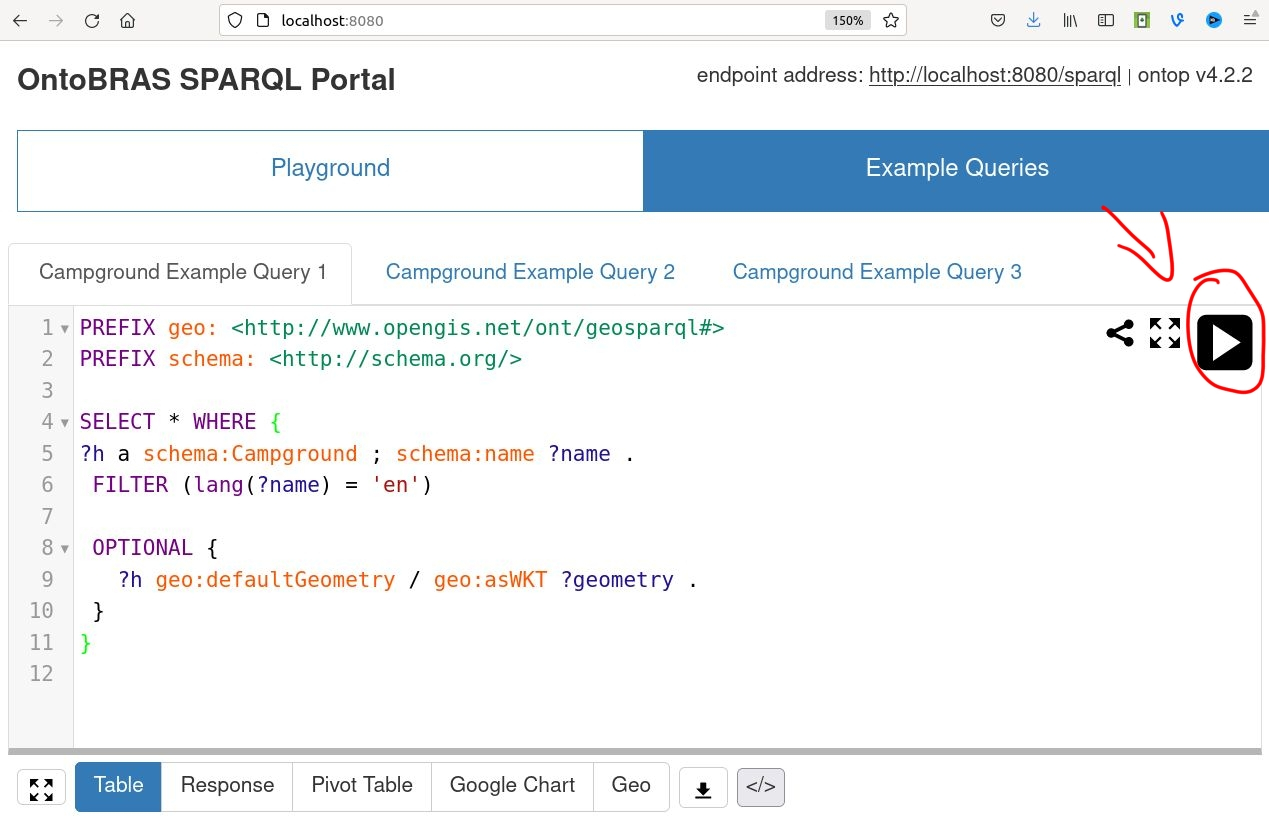 localhost:8080
150%
OntoBRAS SPARQL Portal
endpoint address: http://localhost:8080/sparql | ontop v4.2.2
Playground
Example Queries
Campground Example Query 1
Campground Example Query 2
Campground Example Query 3
1 PREFIX geo: <http://www.opengis.net/ont/geosparql#>
2 PREFIX schema: <http://schema.org/>
3
4 SELECT * WHERE {
5 ?h a schema:Campground ; schema:name ?name .
6 FILTER (lang(?name) = 'en')
7
8 OPTIONAL {
9 ?h geo:defaultGeometry / geo:asWKT ?geometry .
10 }
11 }
12
Table
Response
Pivot Table
Google Chart
Geo
</>